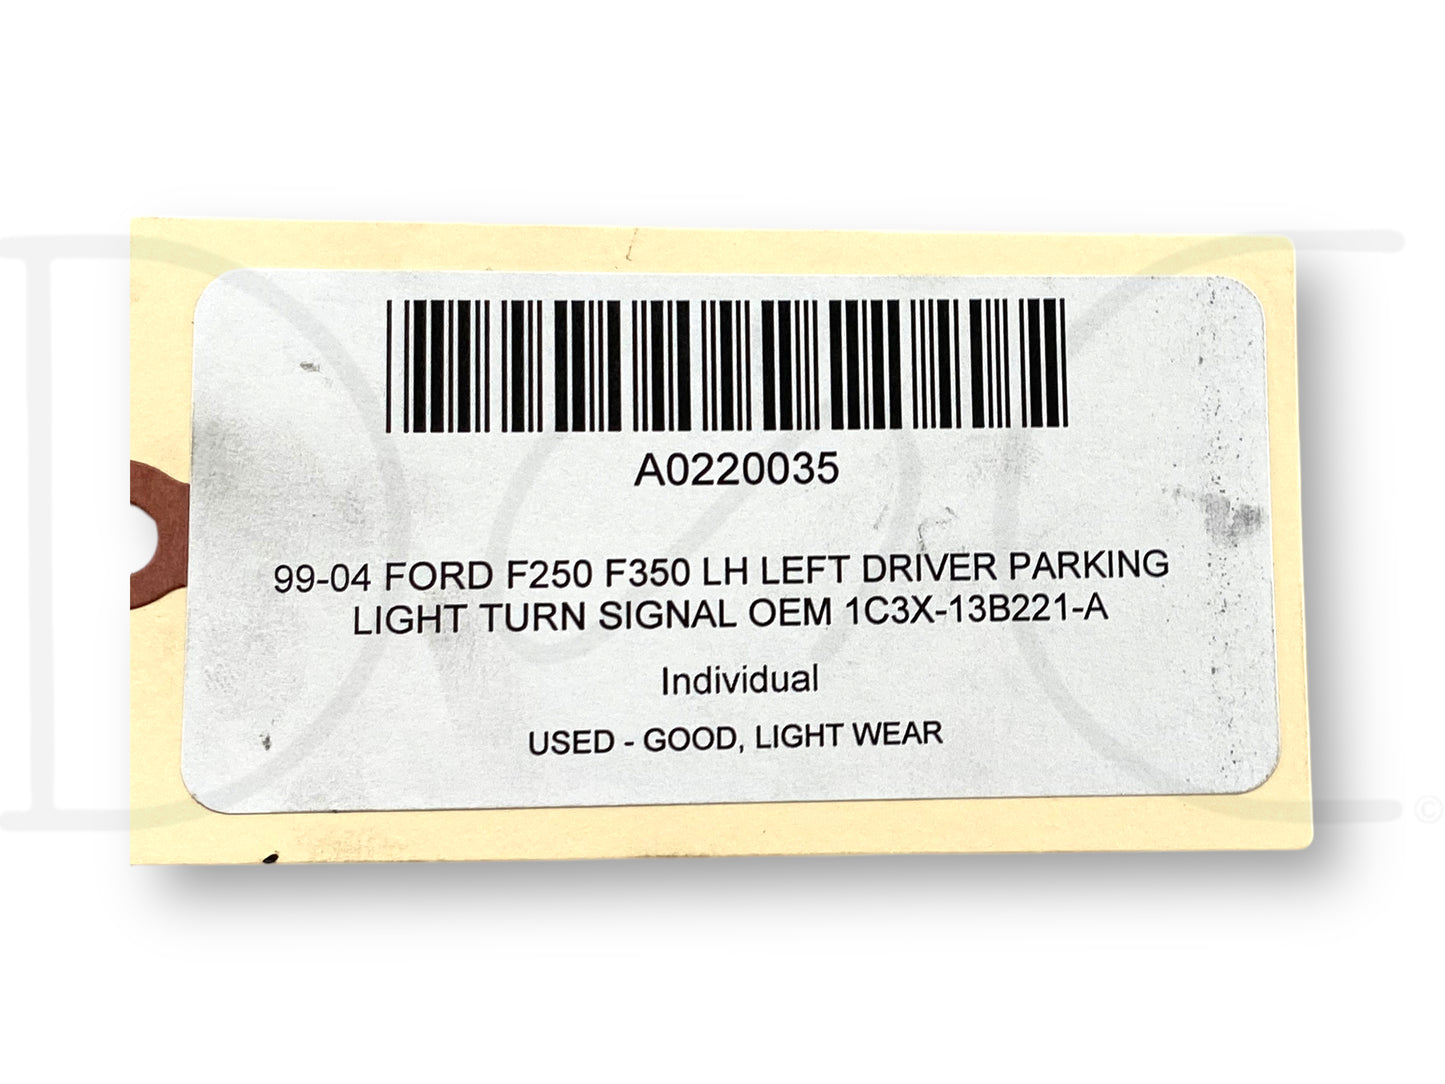 A0220035
99-04 FORD F250 F350 LH LEFT DRIVER PARKING
LIGHT TURN SIGNAL OEM 1C3X-13B221-A
Individual
USED - GOOD, LIGHT WEAR